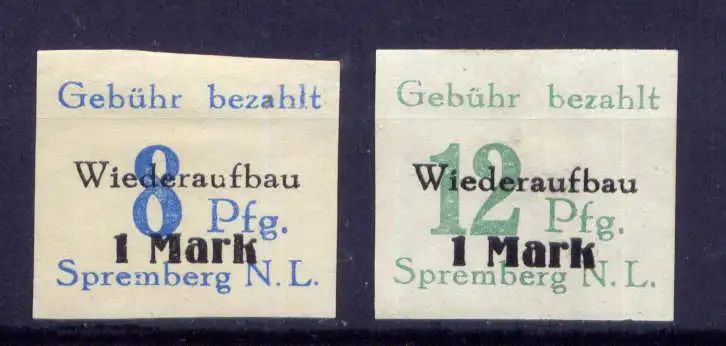 Gebühr bezahlt
Wiederaufbau
8 Pfg.
1 Mark
Spremberg N. L.
Gebühr bezahlt
Wiederaufbau
12 Pfg.
1 Mark
Spremberg N. L.